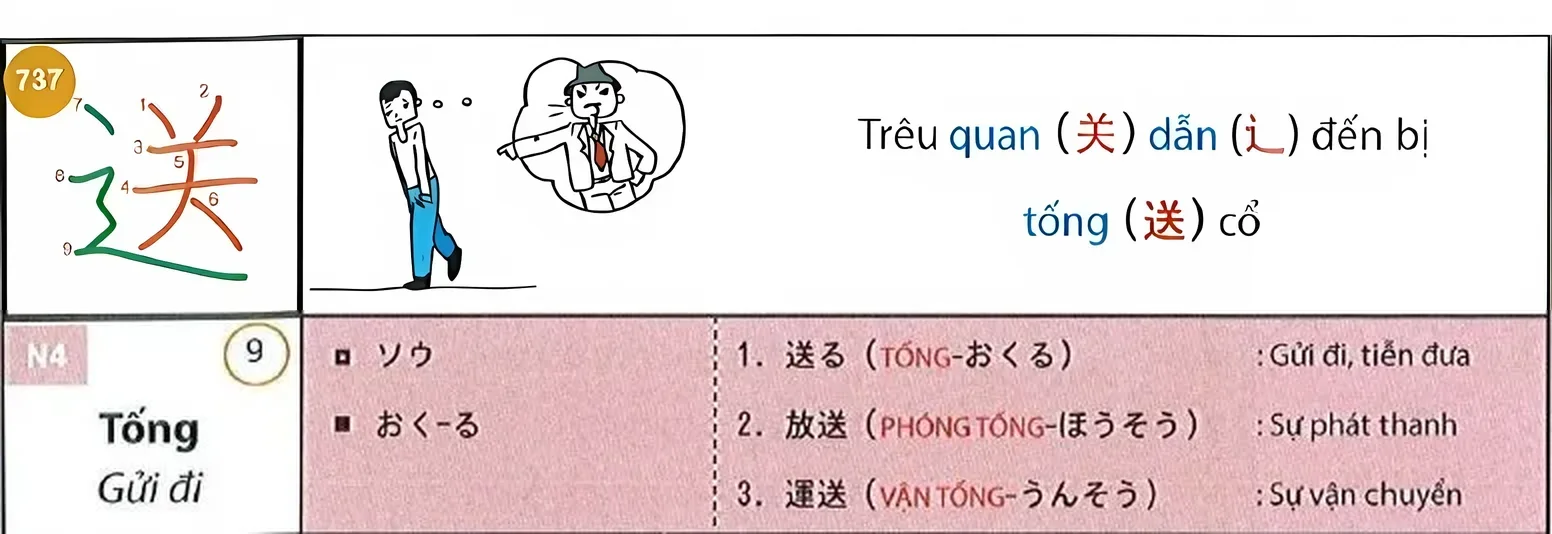 737
7 1 2
3 5
8 4 6
9
送
Trêu quan (关) dẫn (辶) đến bị
tống (送) cổ
N4 9
Tống
Gửi đi
ソウ
おく-る
1. 送る (TỐNG-おくる) : Gửi đi, tiễn đưa
2. 放送 (PHÓNG TỐNG-ほうそう) : Sự phát thanh
3. 運送 (VẬN TỐNG-うんそう) : Sự vận chuyển